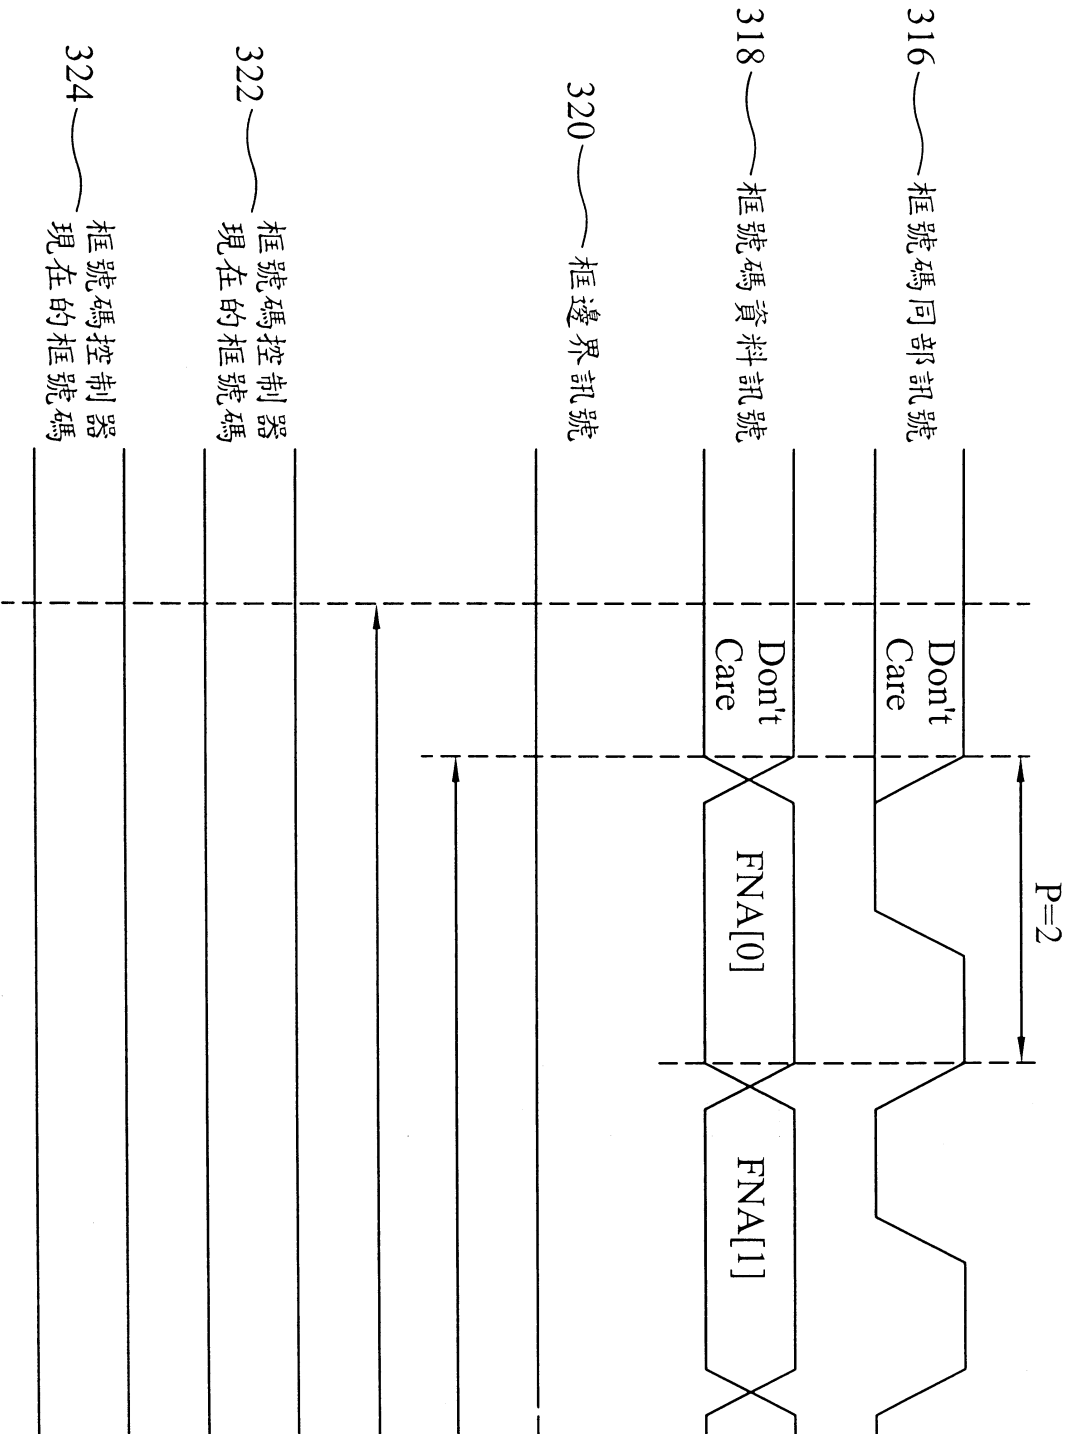 P=2
316 框號碼同部訊號
Don't
Care
318 框號碼資料訊號
Don't
Care
FNA[0]
FNA[1]
320 框邊界訊號
322 框號碼控制器
現在的框號碼
324 框號碼控制器
現在的框號碼